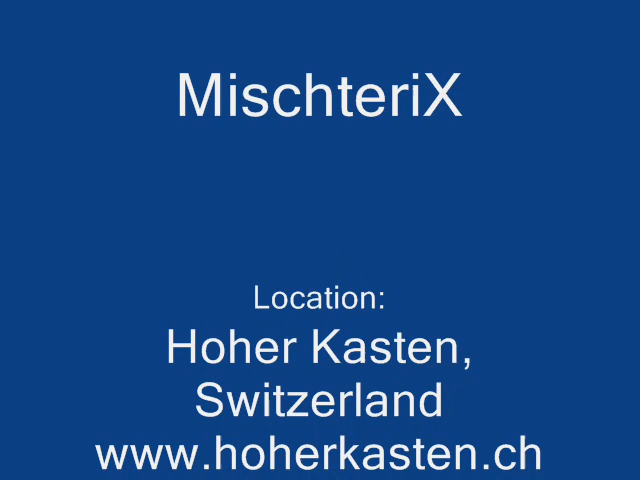 MischteriX
Location:
Hoher Kasten,
Switzerland
www.hoherkasten.ch